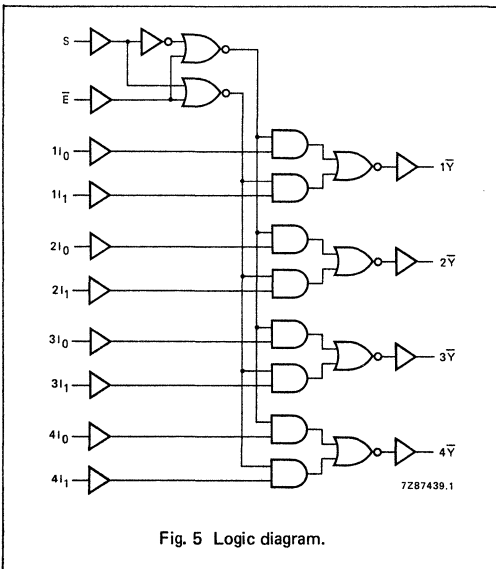 S
E̅
1I₀
1I₁
1Y̅
2I₀
2I₁
2Y̅
3I₀
3I₁
3Y̅
4I₀
4I₁
4Y̅
7Z87439.1
Fig. 5 Logic diagram.